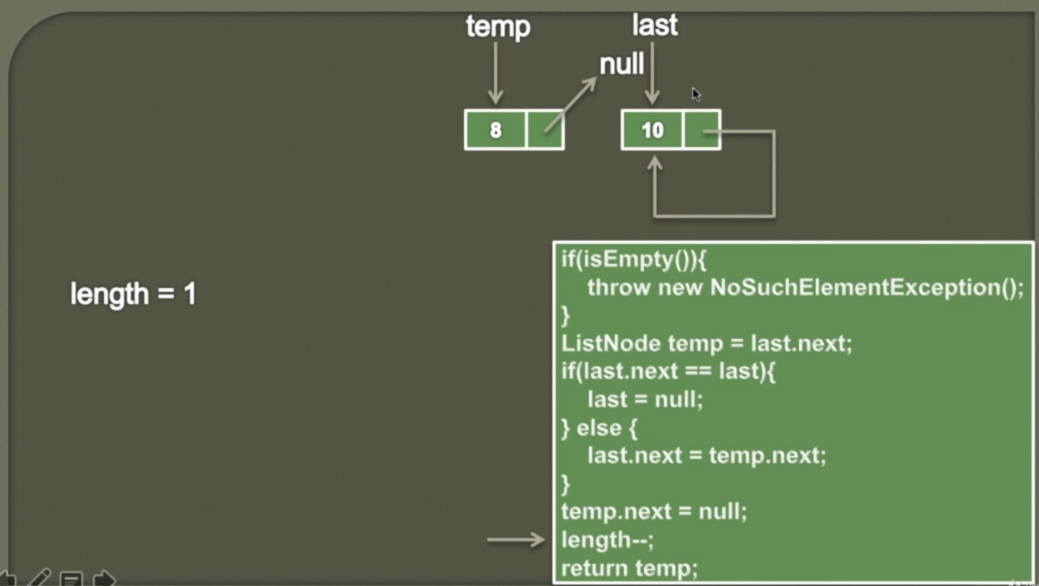 temp
last
null
8
10
length = 1
if(isEmpty()){
throw new NoSuchElementException();
}
ListNode temp = last.next;
if(last.next == last){
last = null;
} else {
last.next = temp.next;
}
temp.next = null;
length--;
return temp;